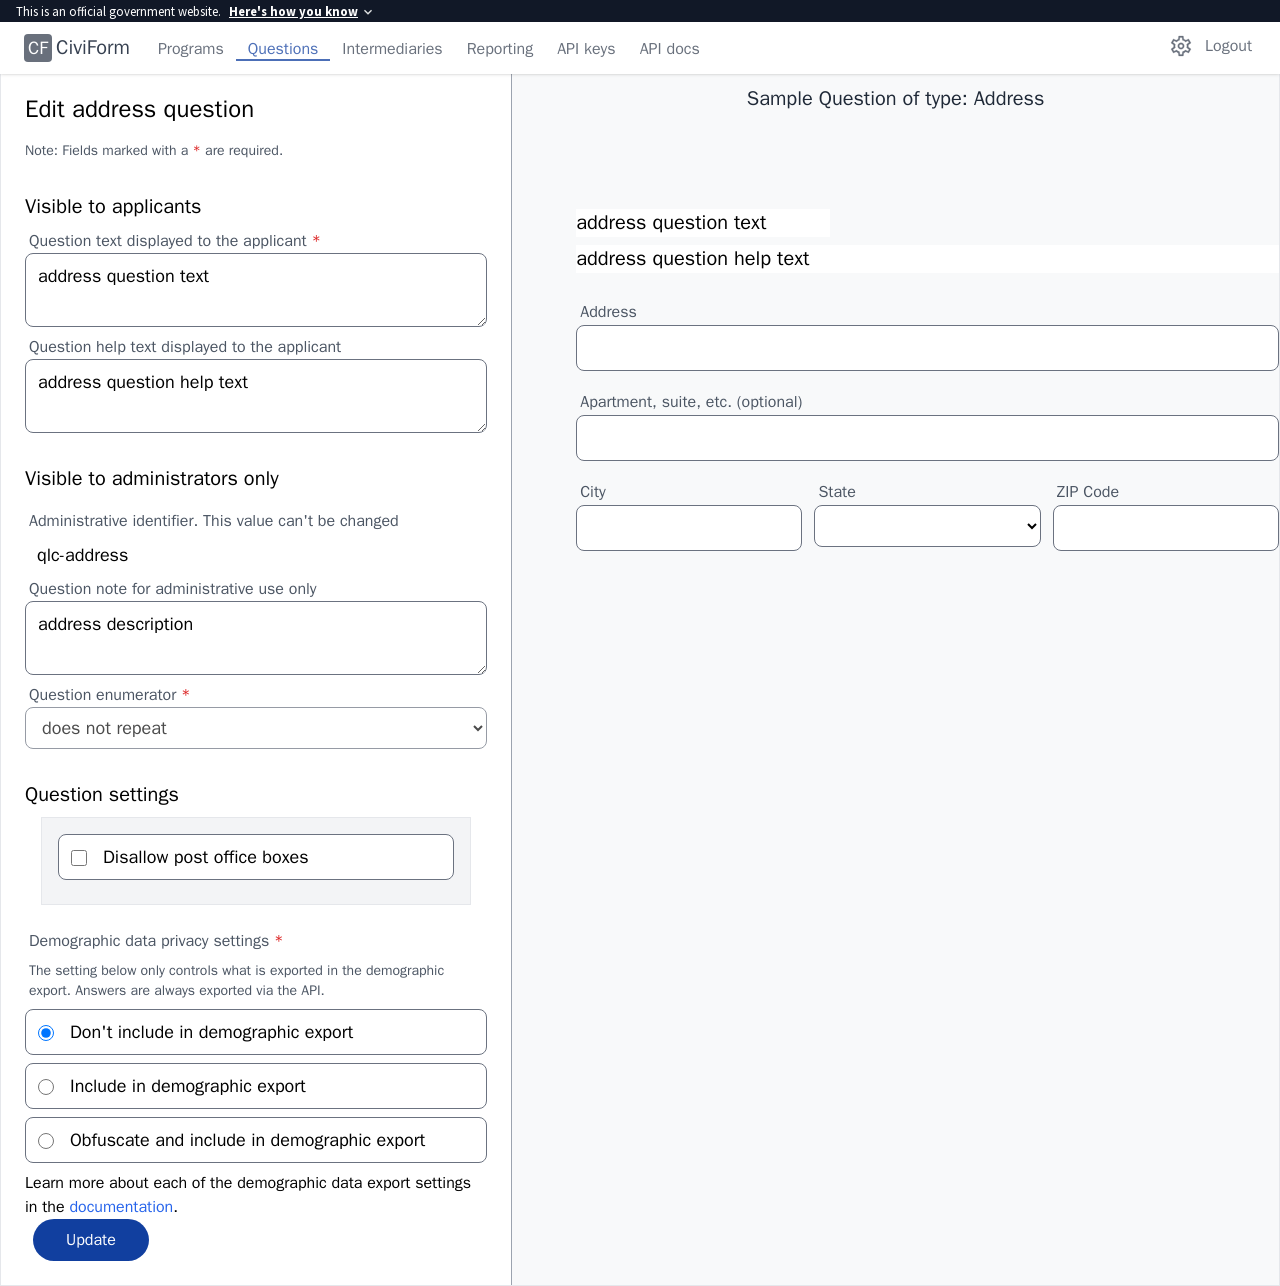 This is an official government website. Here's how you know
CF CiviForm Programs Questions Intermediaries Reporting API keys API docs Logout
Edit address question
Note: Fields marked with a * are required.
Visible to applicants
Question text displayed to the applicant *
address question text
Question help text displayed to the applicant
address question help text
Visible to administrators only
Administrative identifier. This value can't be changed
qlc-address
Question note for administrative use only
address description
Question enumerator *
does not repeat
Question settings
Disallow post office boxes
Demographic data privacy settings *
The setting below only controls what is exported in the demographic
export. Answers are always exported via the API.
Don't include in demographic export
Include in demographic export
Obfuscate and include in demographic export
Learn more about each of the demographic data export settings
in the documentation.
Update
Sample Question of type: Address
address question text
address question help text
Address
Apartment, suite, etc. (optional)
City State ZIP Code